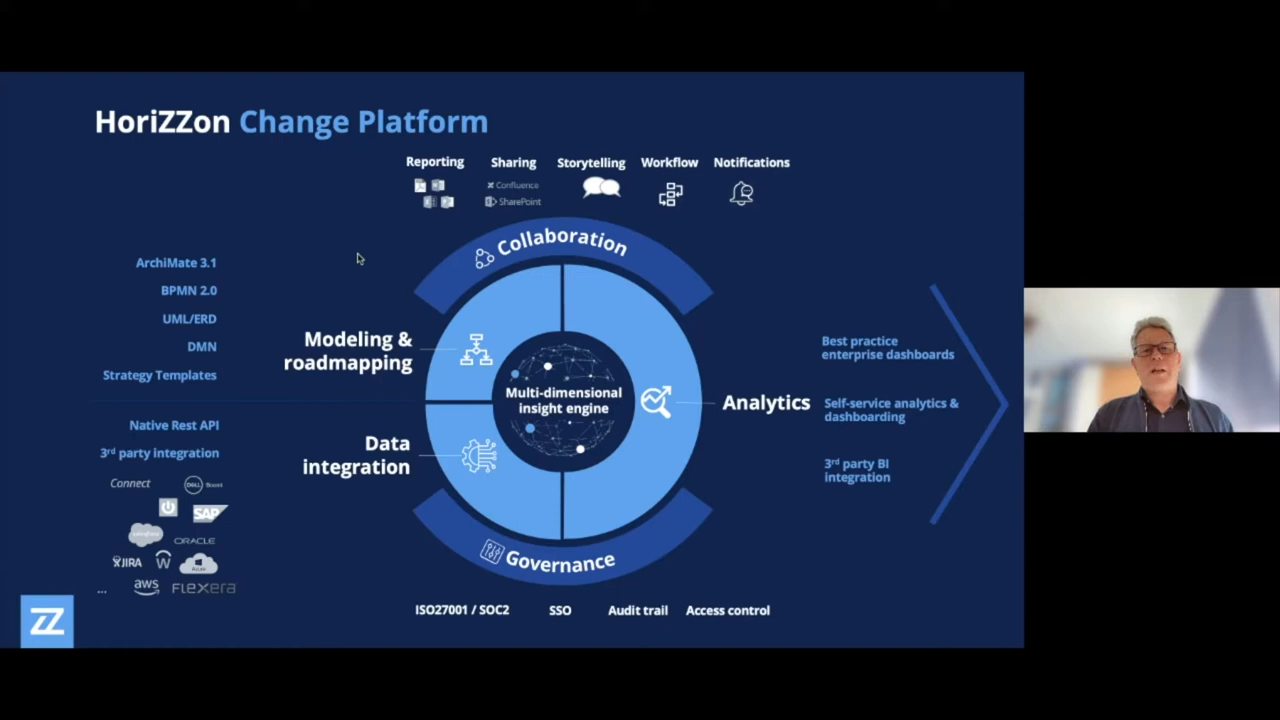 HoriZZon Change Platform
Reporting
Sharing
Storytelling
Workflow
Notifications
Confluence
SharePoint
Collaboration
ArchiMate 3.1
BPMN 2.0
UML/ERD
DMN
Strategy Templates
Modeling &
roadmapping
Multi-dimensional
insight engine
Analytics
Best practice
enterprise dashboards
Self-service analytics &
dashboarding
3rd party BI
integration
Native Rest API
3rd party integration
Data
integration
Connect
DELL Boomi
SAP
salesforce
ORACLE
JIRA
W
Azure
...
aws
FLEXERA
Governance
ISO27001 / SOC2
SSO
Audit trail
Access control
ZZ